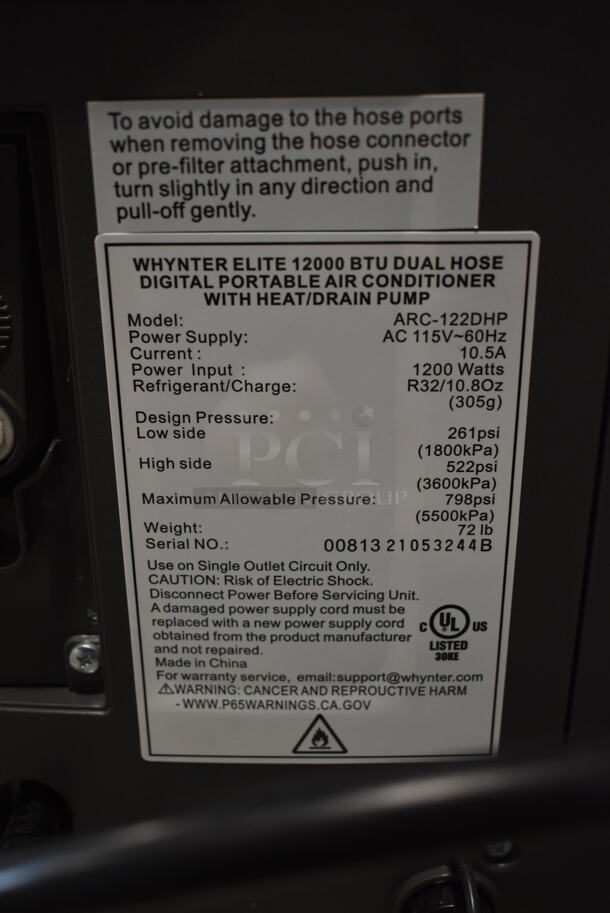 To avoid damage to the hose ports
when removing the hose connector
or pre-filter attachment, push in,
turn slightly in any direction and
pull-off gently.
WHYNTER ELITE 12000 BTU DUAL HOSE
DIGITAL PORTABLE AIR CONDITIONER
WITH HEAT/DRAIN PUMP
Model: ARC-122DHP
Power Supply: AC 115V~60Hz
Current : 10.5A
Power Input : 1200 Watts
Refrigerant/Charge: R32/10.8Oz
(305g)
Design Pressure:
Low side 261psi
(1800kPa)
High side 522psi
(3600kPa)
Maximum Allowable Pressure: 798psi
(5500kPa)
Weight: 72 lb
Serial NO.: 00813 21053244B
Use on Single Outlet Circuit Only.
CAUTION: Risk of Electric Shock.
Disconnect Power Before Servicing Unit.
A damaged power supply cord must be
replaced with a new power supply cord
obtained from the product manufacturer
and not repaired.
C UL US
LISTED
30KE
Made in China
For warranty service, email:support@whynter.com
⚠WARNING: CANCER AND REPROUCTIVE HARM
- WWW.P65WARNINGS.CA.GOV
PCI
GROUP